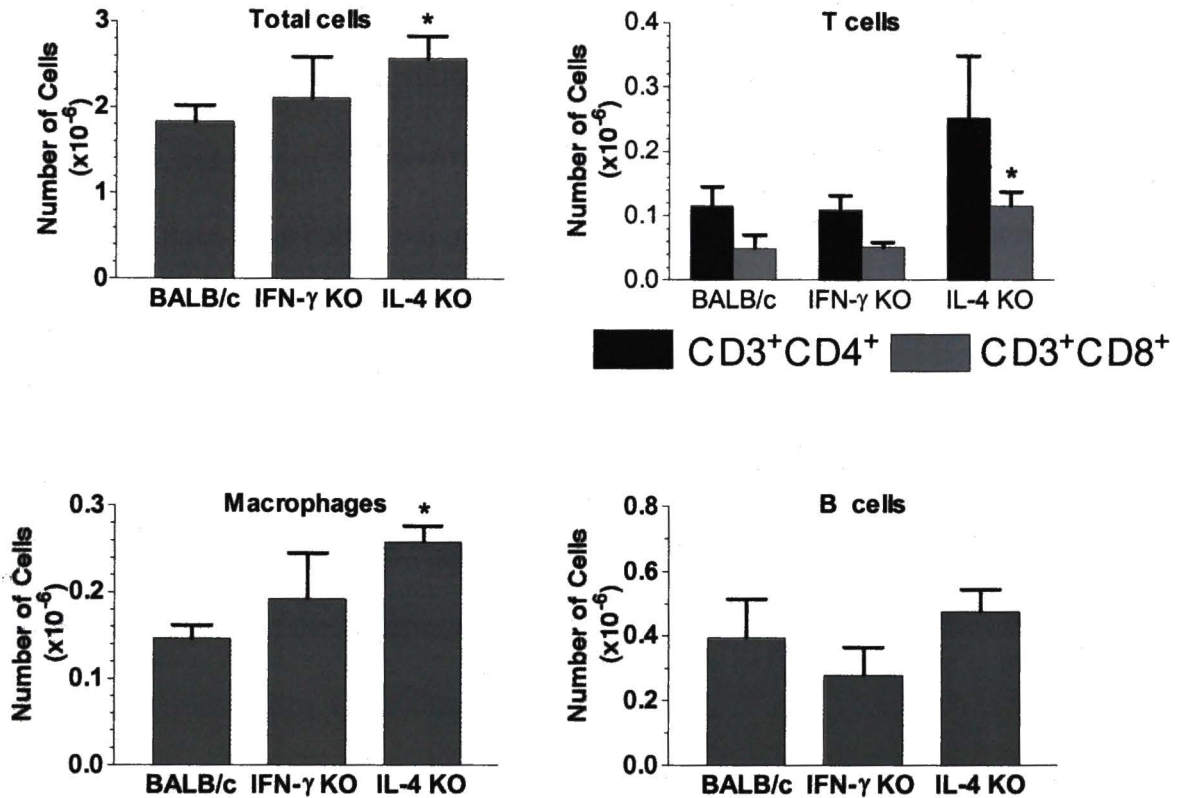 Total cells
*
Number of Cells
(x10⁻⁶)
3
2
1
0
BALB/c IFN-γ KO IL-4 KO
T cells
*
Number of Cells
(x10⁻⁶)
0.4
0.3
0.2
0.1
0.0
BALB/c IFN-γ KO IL-4 KO
CD3⁺CD4⁺ CD3⁺CD8⁺
Macrophages
*
Number of Cells
(x10⁻⁶)
0.3
0.2
0.1
0.0
BALB/c IFN-γ KO IL-4 KO
B cells
Number of Cells
(x10⁻⁶)
0.8
0.6
0.4
0.2
0.0
BALB/c IFN-γ KO IL-4 KO